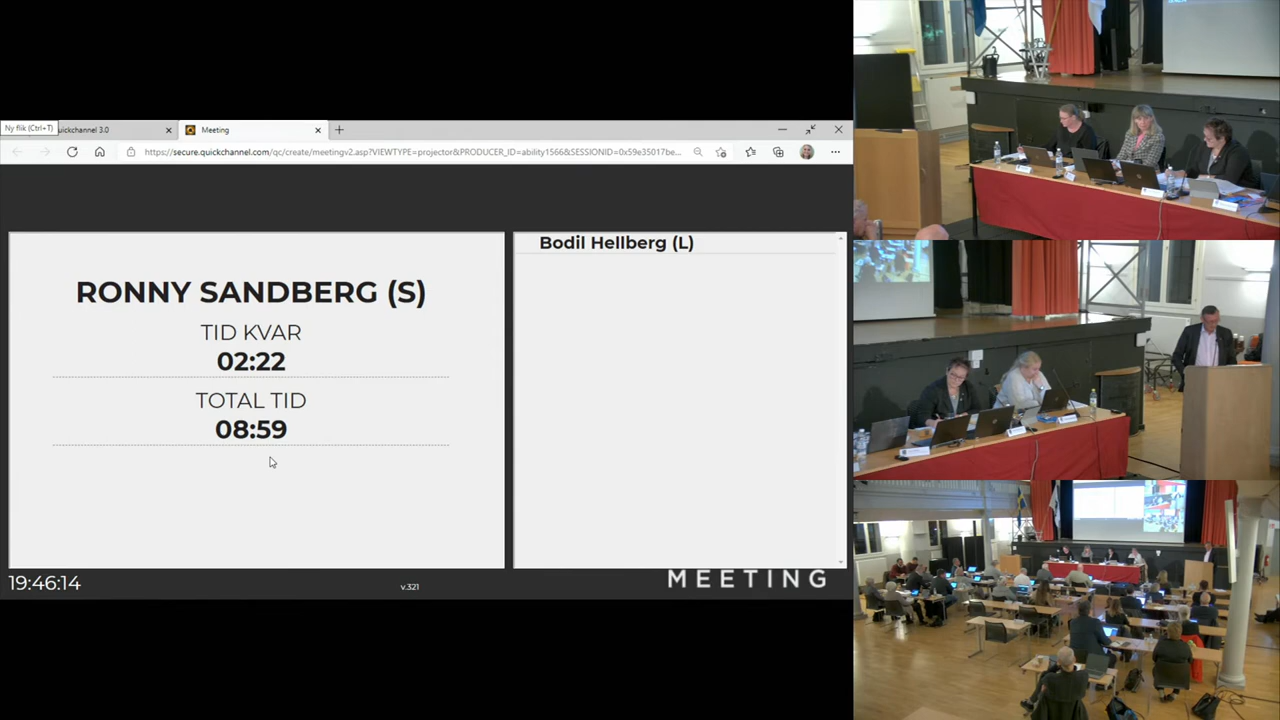 Ny flik (Ctrl+T)
uickchannel 3.0
Meeting
https://secure.quickchannel.com/qc/create/meetingv2.asp?VIEWTYPE=projector&PRODUCER_ID=ability1566&SESSIONID=0x59e35017be...
RONNY SANDBERG (S)
TID KVAR
02:22
TOTAL TID
08:59
Bodil Hellberg (L)
19:46:14
v.321
MEETING